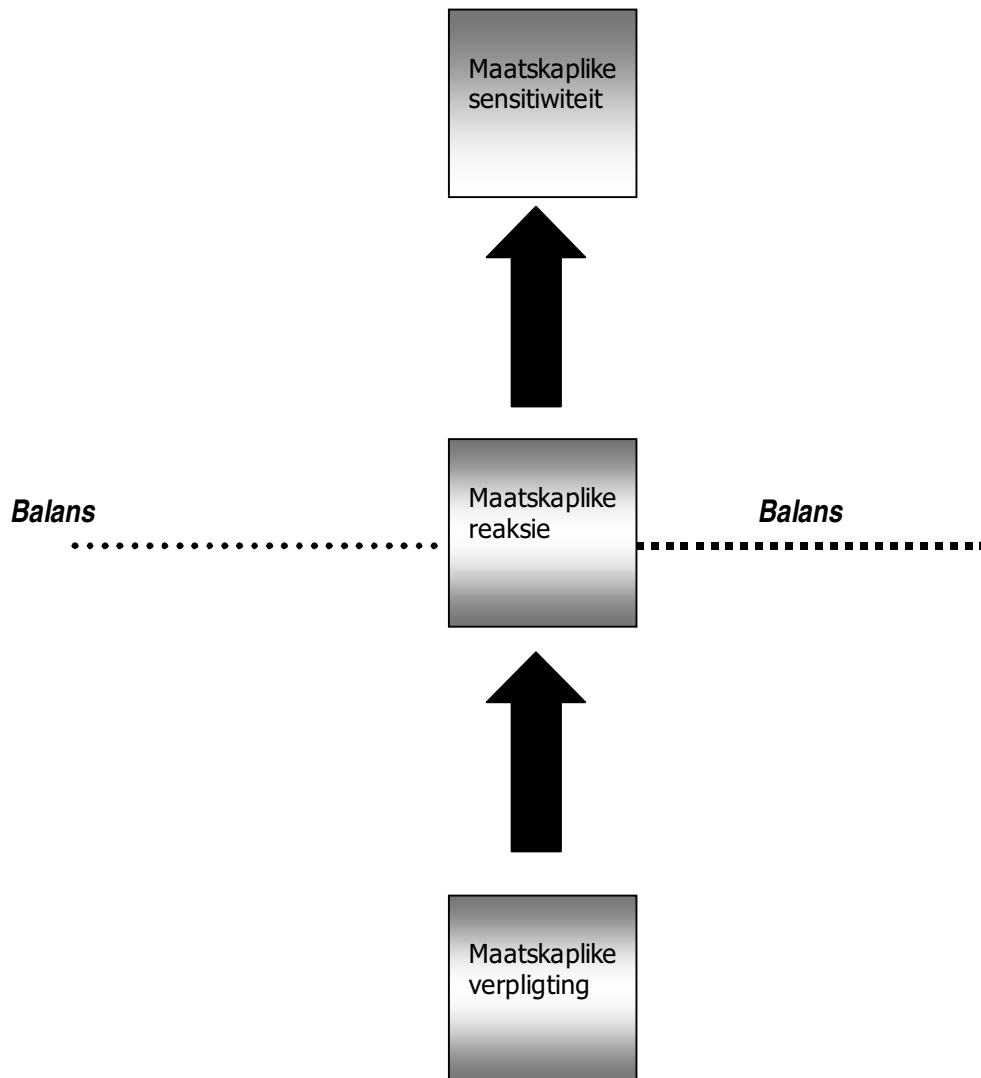 Maatskaplike
sensitiwiteit
Maatskaplike
reaksie
Balans
Balans
Maatskaplike
verpligting